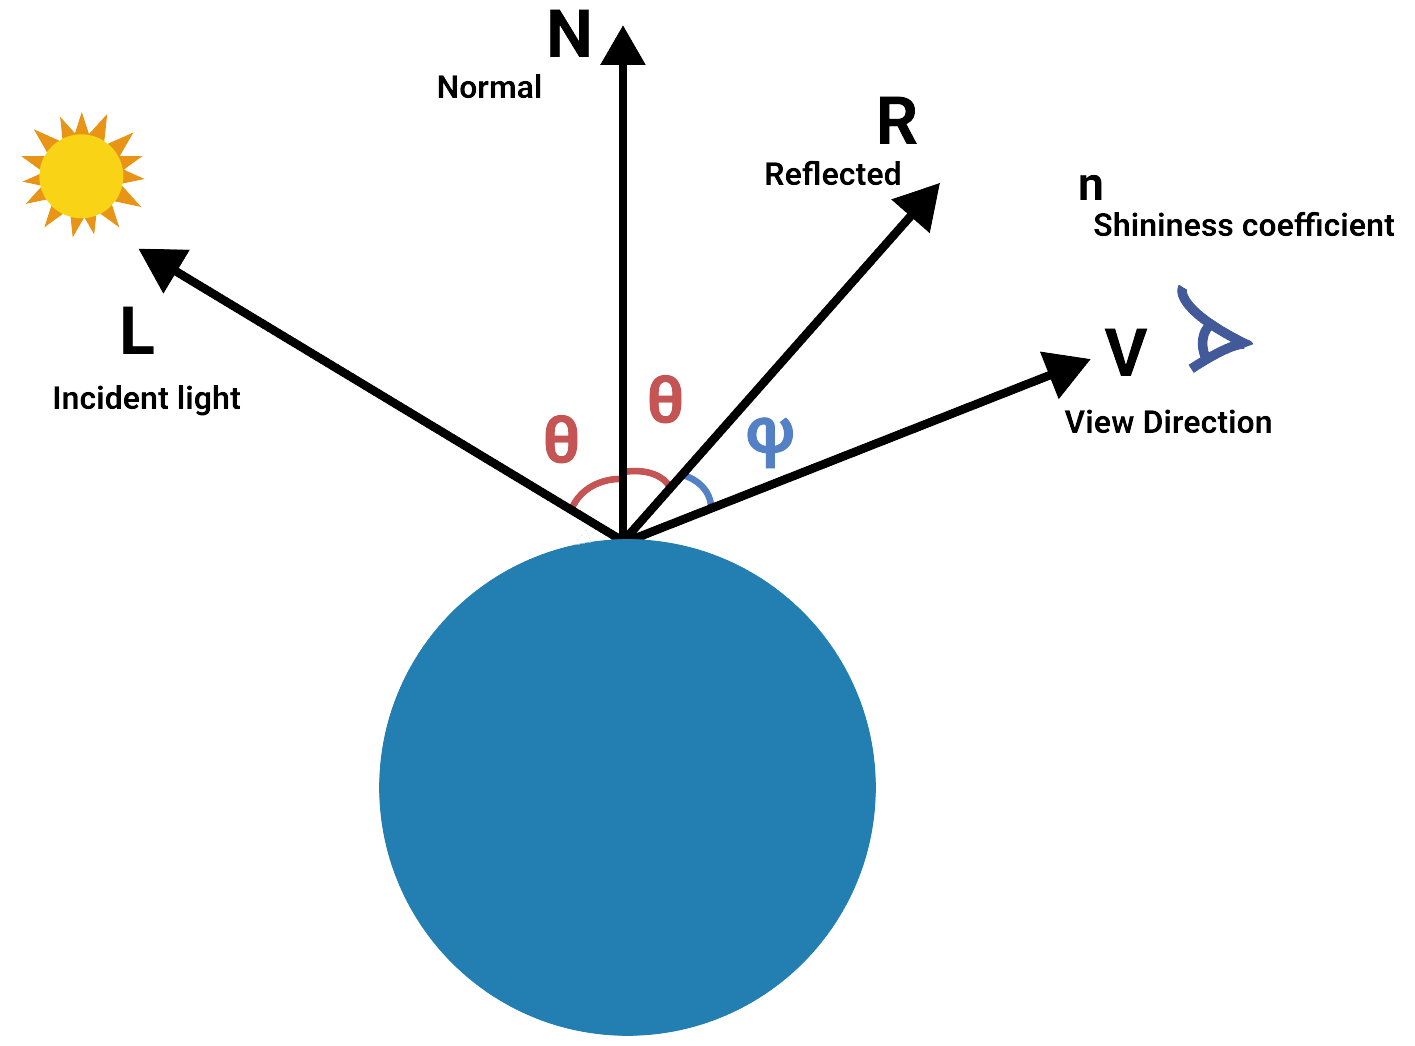 N
Normal
R
Reflected
n
Shininess coefficient
L
Incident light
V
View Direction
θ
θ
φ